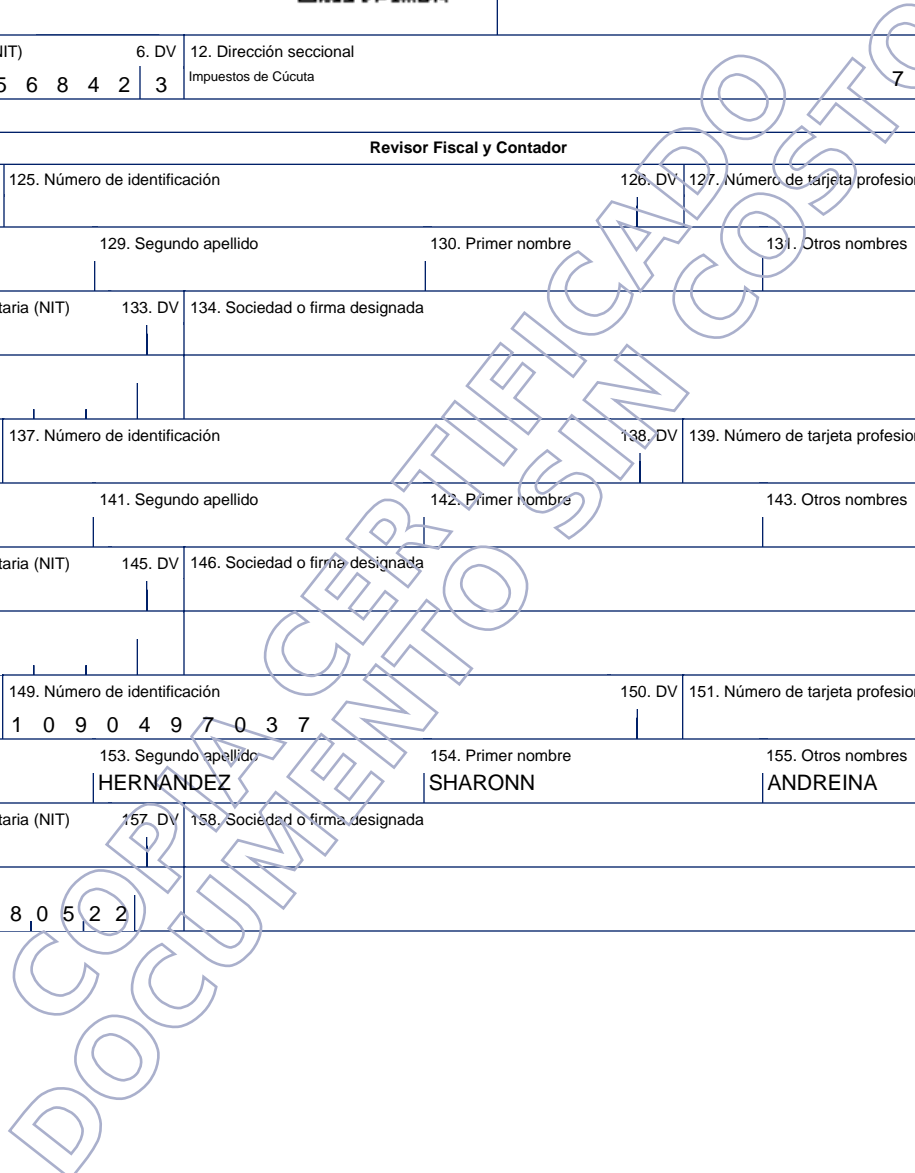 NIT) 6. DV 12. Dirección seccional
5 6 8 4 2 3 Impuestos de Cúcuta 7
Revisor Fiscal y Contador
125. Número de identificación 126. DV 127. Número de tarjeta profesion
129. Segundo apellido 130. Primer nombre 131. Otros nombres
taria (NIT) 133. DV 134. Sociedad o firma designada
137. Número de identificación 138. DV 139. Número de tarjeta profesion
141. Segundo apellido 142. Primer nombre 143. Otros nombres
taria (NIT) 145. DV 146. Sociedad o firma designada
149. Número de identificación 150. DV 151. Número de tarjeta profesion
1 0 9 0 4 9 7 0 3 7
153. Segundo apellido 154. Primer nombre 155. Otros nombres
HERNANDEZ SHARONN ANDREINA
taria (NIT) 157. DV 158. Sociedad o firma designada
8 0 5 2 2
COPIA CERTIFICADO
DOCUMENTO SIN COSTO